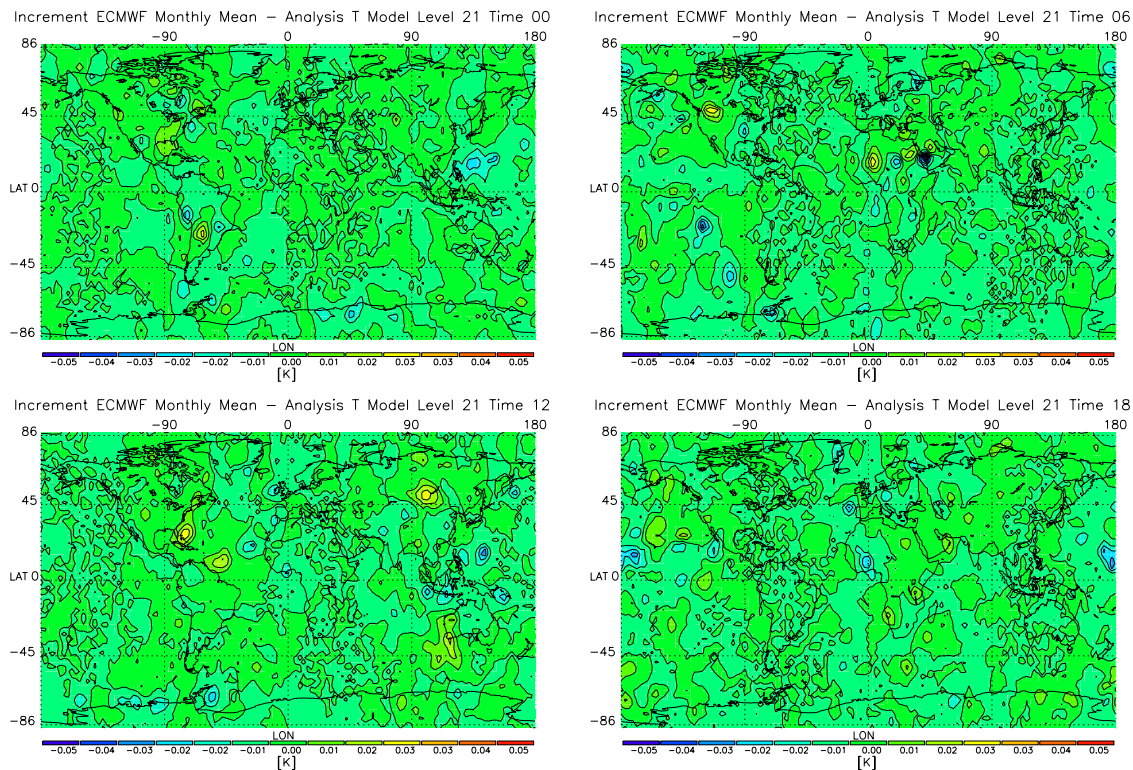 Increment ECMWF Monthly Mean – Analysis T Model Level 21 Time 00
−90 0 90 180
86
45
LAT 0
−45
−86
LON
−0.05 −0.04 −0.03 −0.02 −0.02 −0.01 0.00 0.01 0.02 0.03 0.03 0.04 0.05
[K]
Increment ECMWF Monthly Mean – Analysis T Model Level 21 Time 06
−90 0 90 180
86
45
LAT 0
−45
−86
LON
−0.05 −0.04 −0.03 −0.02 −0.02 −0.01 0.00 0.01 0.02 0.03 0.03 0.04 0.05
[K]
Increment ECMWF Monthly Mean – Analysis T Model Level 21 Time 12
−90 0 90 180
86
45
LAT 0
−45
−86
LON
−0.05 −0.04 −0.03 −0.02 −0.02 −0.01 0.00 0.01 0.02 0.03 0.03 0.04 0.05
[K]
Increment ECMWF Monthly Mean – Analysis T Model Level 21 Time 18
−90 0 90 180
86
45
LAT 0
−45
−86
LON
−0.05 −0.04 −0.03 −0.02 −0.02 −0.01 0.00 0.01 0.02 0.03 0.03 0.04 0.05
[K]